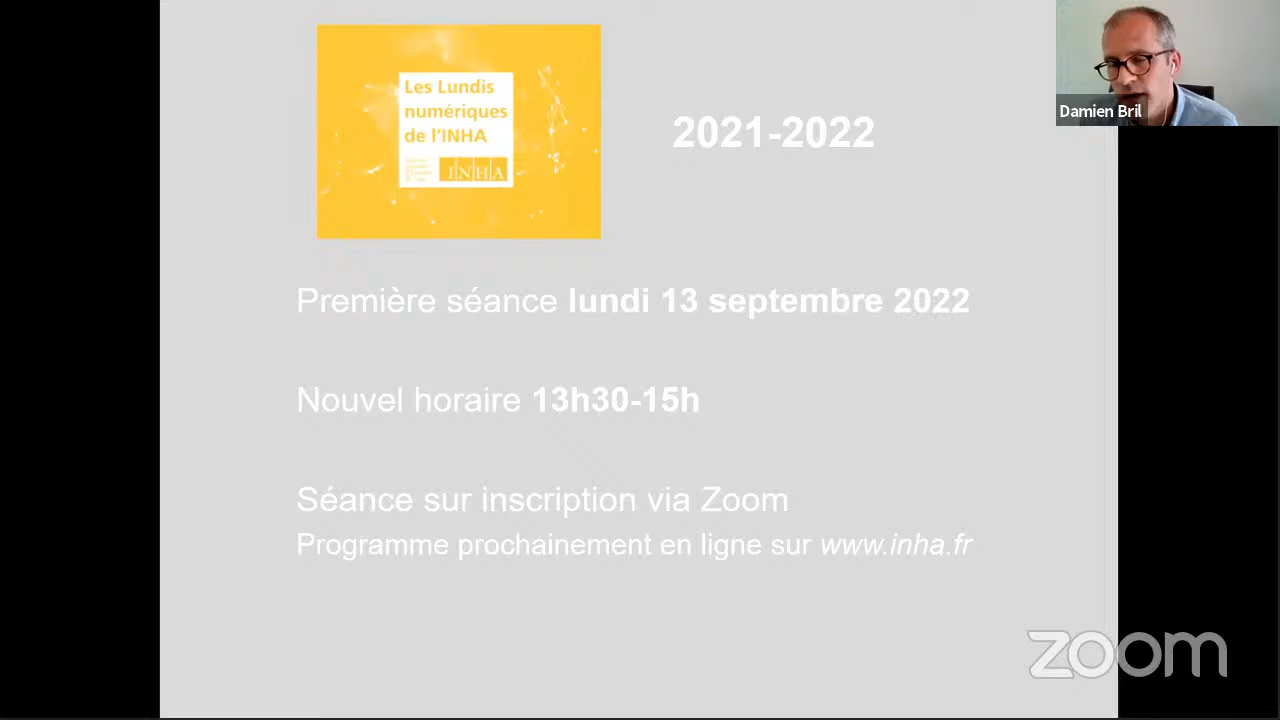 Les Lundis
numériques
de l'INHA
INHA
2021-2022
Damien Bril
Première séance lundi 13 septembre 2022
Nouvel horaire 13h30-15h
Séance sur inscription via Zoom
Programme prochainement en ligne sur www.inha.fr
zoom